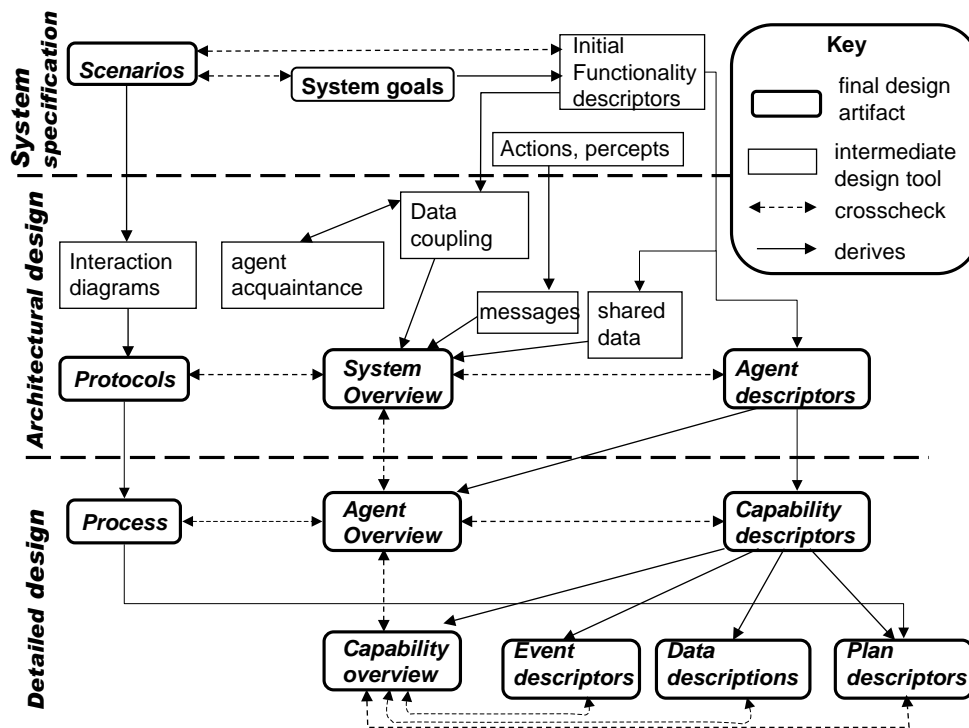 System
specification
Scenarios
System goals
Initial
Functionality
descriptors
Actions, percepts
Key
final design
artifact
intermediate
design tool
crosscheck
derives
Architectural design
Interaction
diagrams
agent
acquaintance
Data
coupling
messages
shared
data
Protocols
System
Overview
Agent
descriptors
Detailed design
Process
Agent
Overview
Capability
descriptors
Capability
overview
Event
descriptors
Data
descriptions
Plan
descriptors